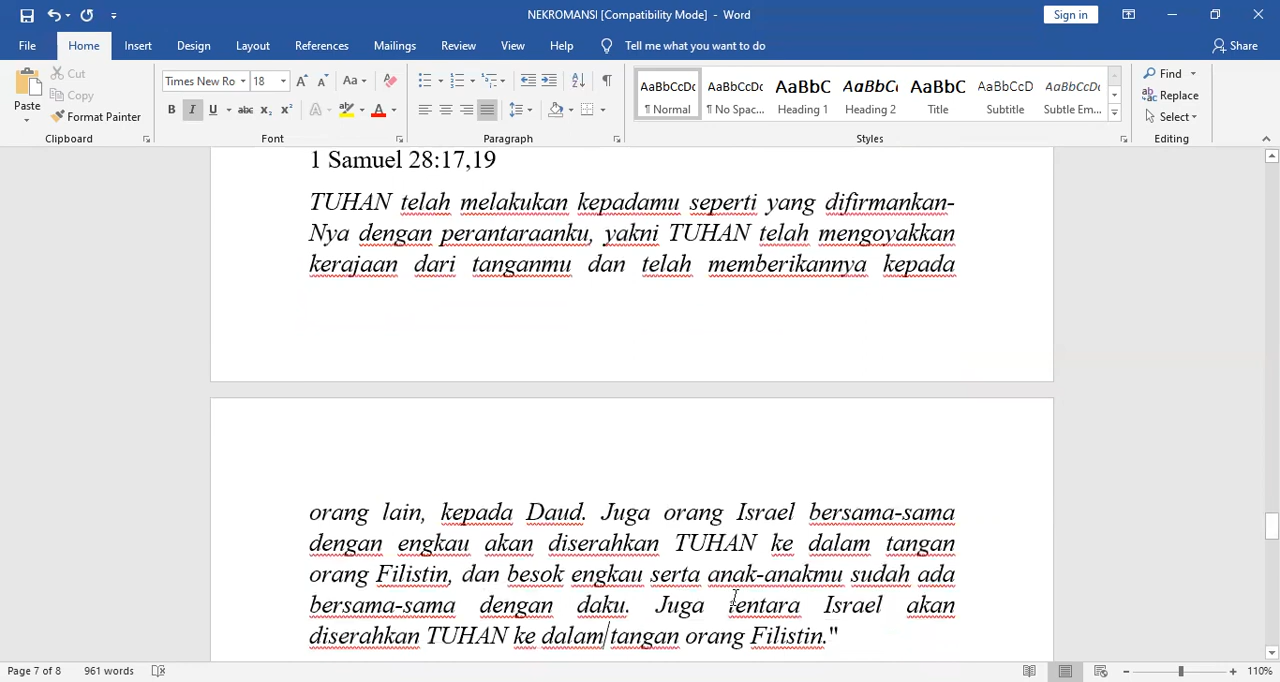 NEKROMANSI [Compatibility Mode] - Word
Sign in
File Home Insert Design Layout References Mailings Review View Help Tell me what you want to do Share
Paste Cut Copy Format Painter
Clipboard
Times New Ro 18
Font
Paragraph
AaBbCcDc AaBbCcDc AaBbC AaBbCc AaBbC AaBbCcD AaBbCcDc
¶ Normal ¶ No Spac... Heading 1 Heading 2 Title Subtitle Subtle Em...
Styles
Find
Replace
Select
Editing
1 Samuel 28:17,19
TUHAN telah melakukan kepadamu seperti yang difirmankan-
Nya dengan perantaraanku, yakni TUHAN telah mengoyakkan
kerajaan dari tanganmu dan telah memberikannya kepada
orang lain, kepada Daud. Juga orang Israel bersama-sama
dengan engkau akan diserahkan TUHAN ke dalam tangan
orang Filistin, dan besok engkau serta anak-anakmu sudah ada
bersama-sama dengan daku. Juga tentara Israel akan
diserahkan TUHAN ke dalam tangan orang Filistin."
Page 7 of 8 961 words 110%